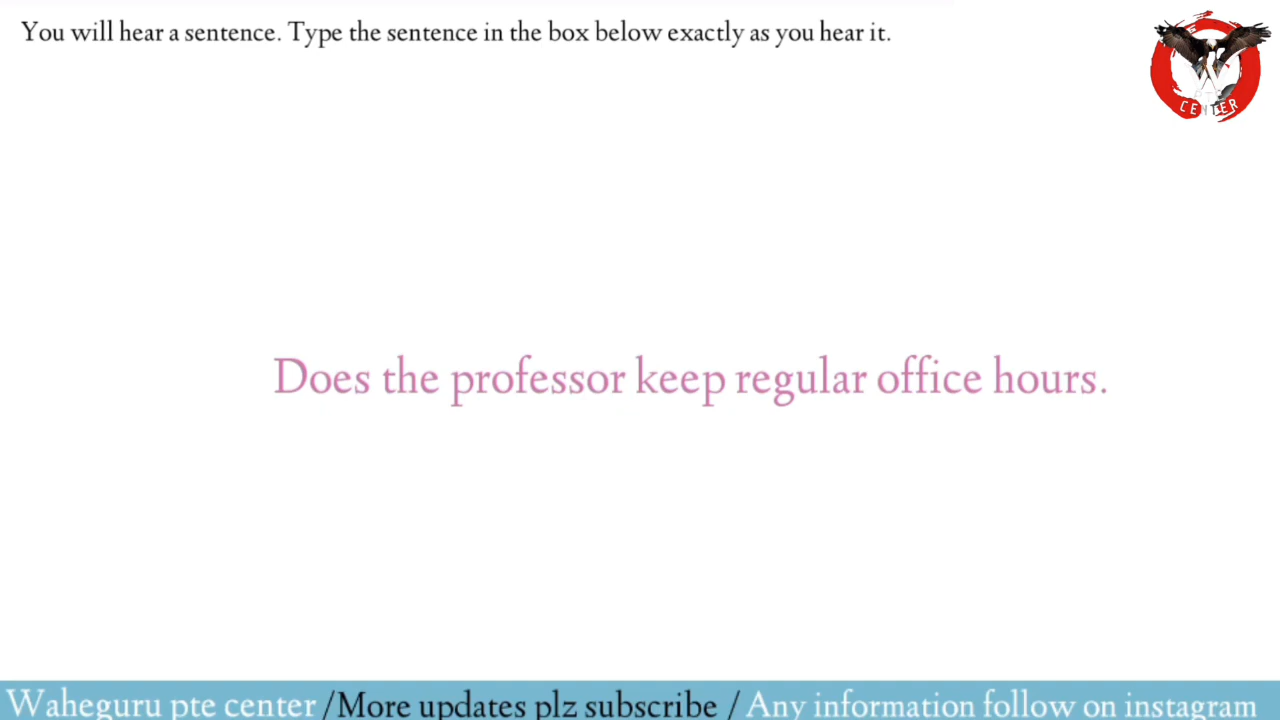 You will hear a sentence. Type the sentence in the box below exactly as you hear it.
CENTER
Does the professor keep regular office hours.
Waheguru pte center /More updates plz subscribe / Any information follow on instagram